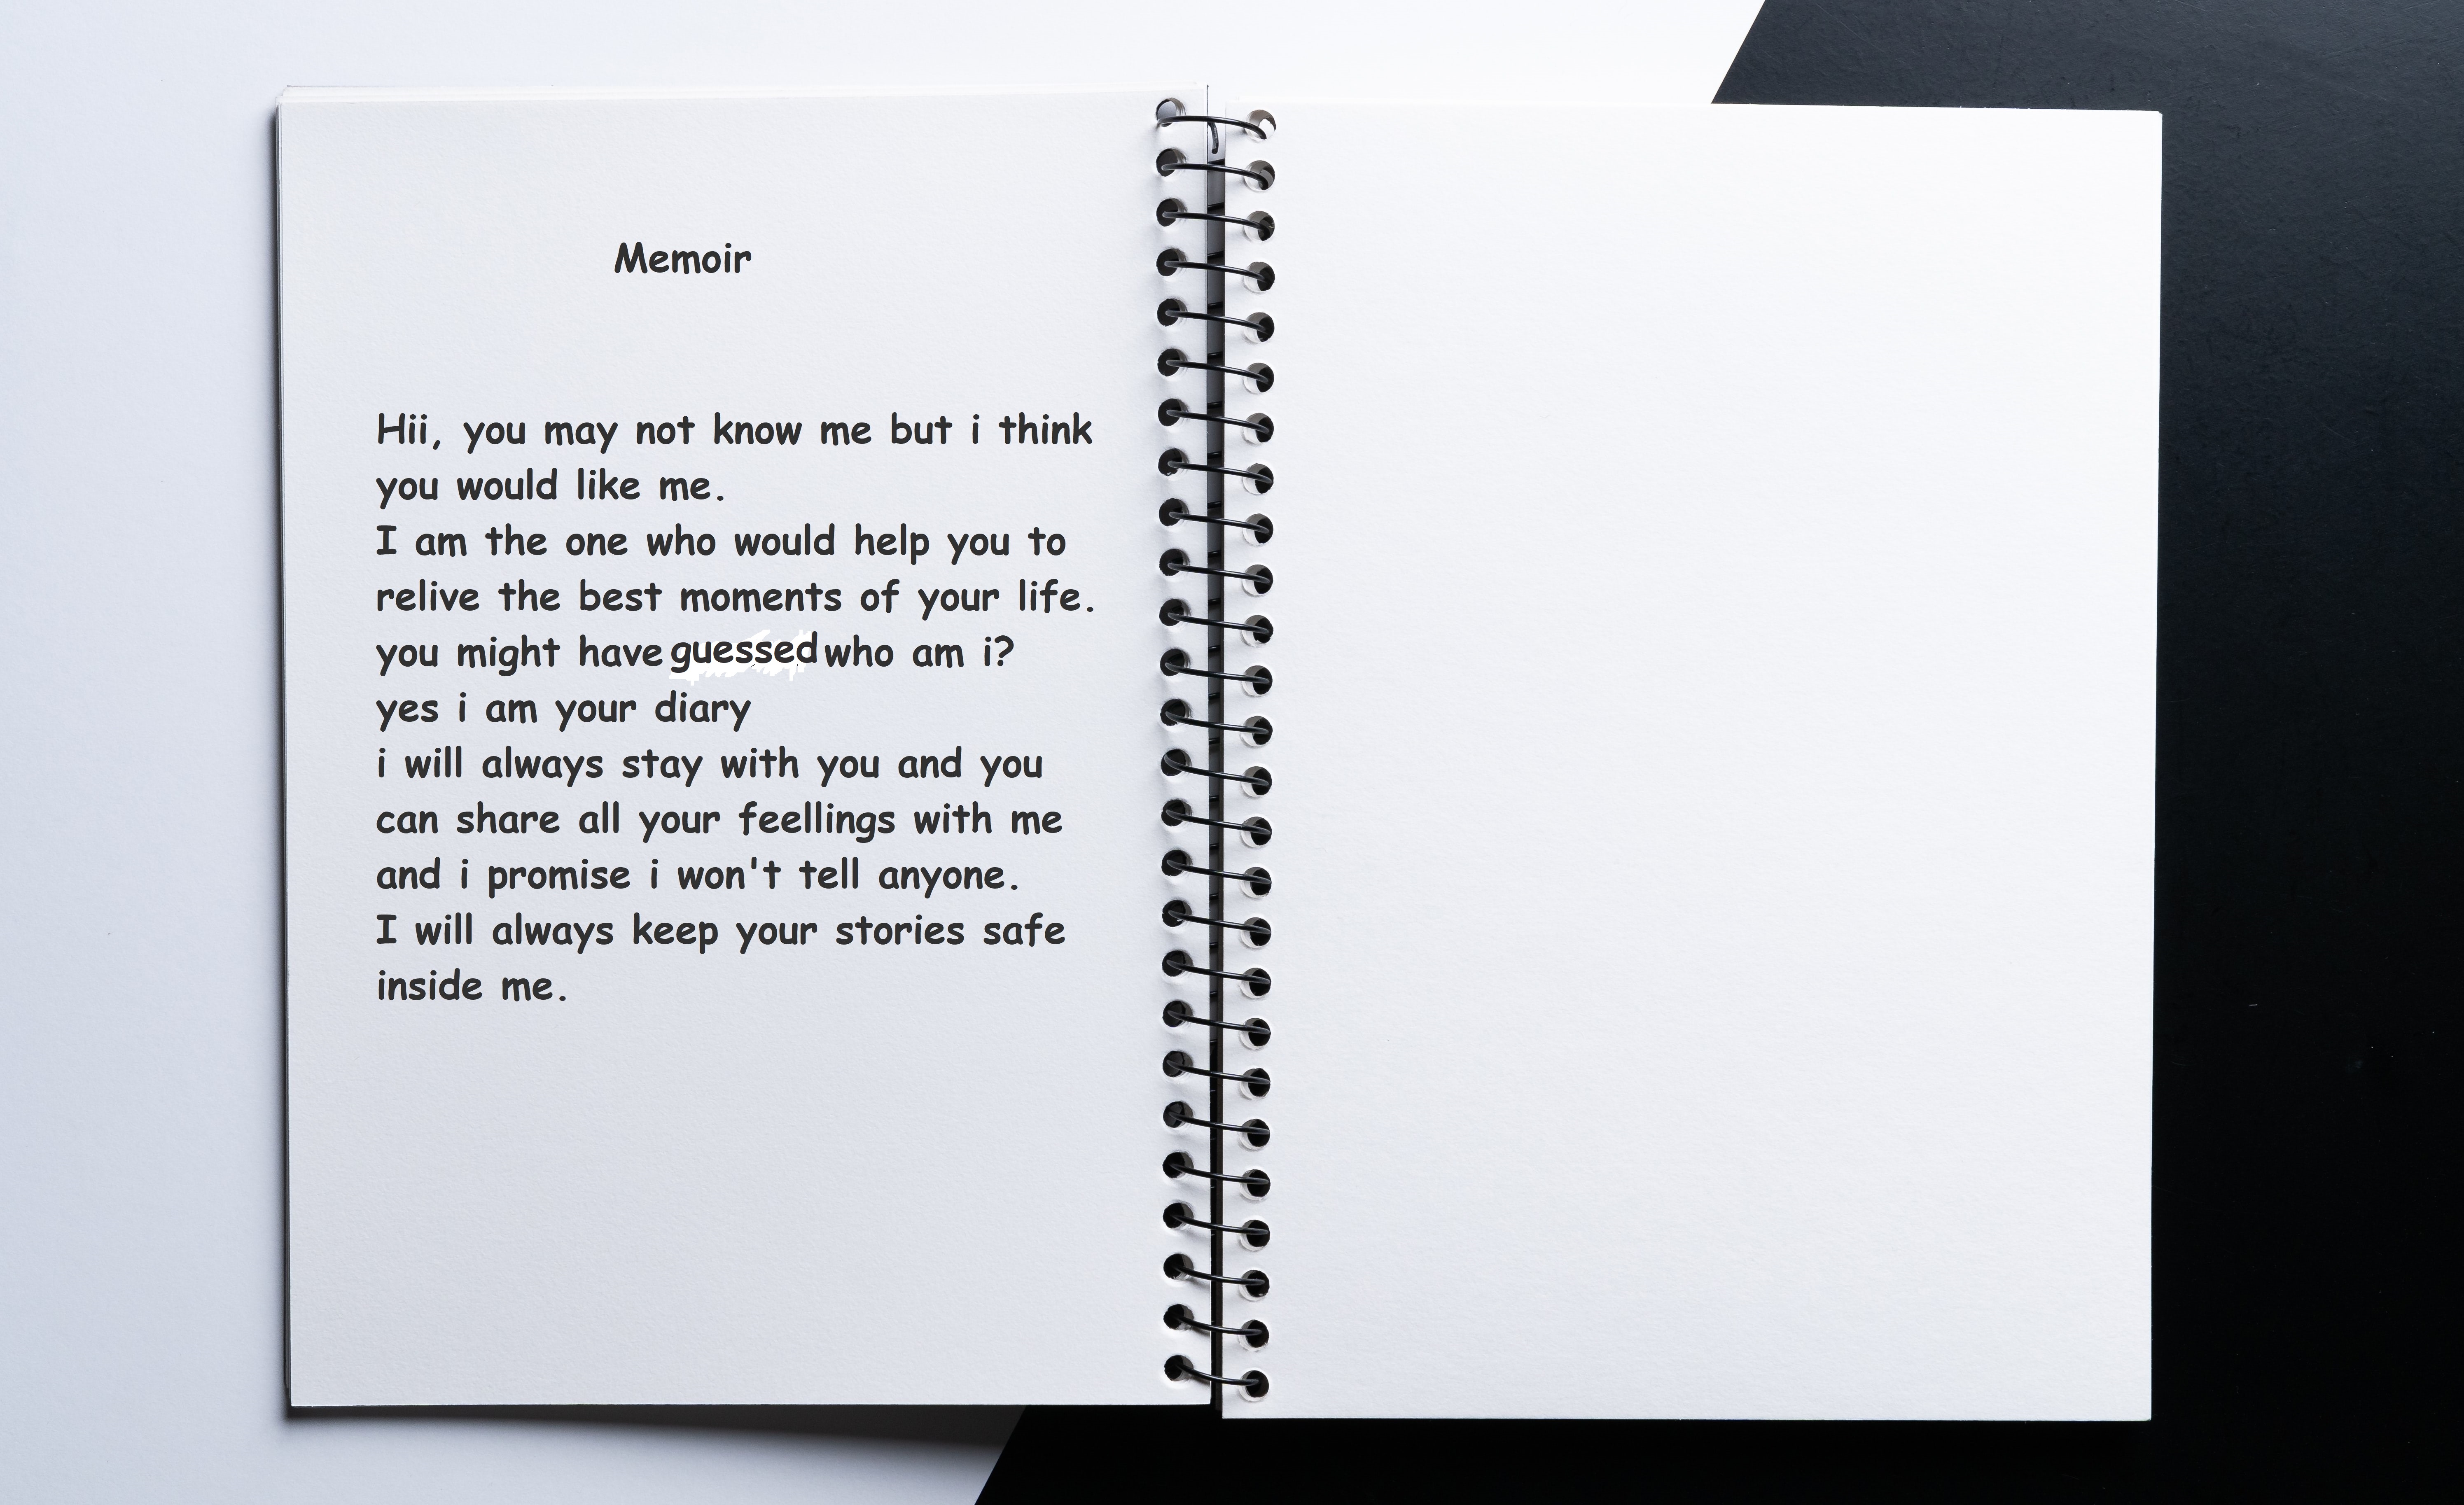 Memoir
Hii, you may not know me but i think
you would like me.
I am the one who would help you to
relive the best moments of your life.
you might have guessed who am i?
yes i am your diary
i will always stay with you and you
can share all your feellings with me
and i promise i won't tell anyone.
I will always keep your stories safe
inside me.